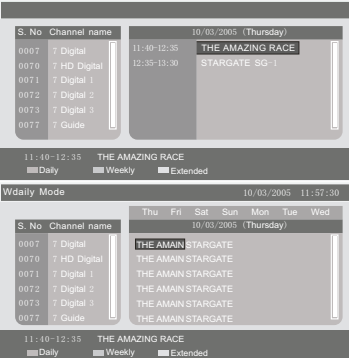 S. No Channel name 10/03/2005 (Thursday)
0007 7 Digital 11:40-12:35 THE AMAZING RACE
0070 7 HD Digital 12:35-13:30 STARGATE SG-1
0071 7 Digital 1
0072 7 Digital 2
0073 7 Digital 3
0077 7 Guide
11:40-12:35 THE AMAZING RACE
Daily Weekly Extended
Wdaily Mode 10/03/2005 11:57:30
Thu Fri Sat Sun Mon Tue Wed
S. No Channel name 10/03/2005 (Thursday)
0007 7 Digital THE AMAIN STARGATE
0070 7 HD Digital THE AMAIN STARGATE
0071 7 Digital 1 THE AMAIN STARGATE
0072 7 Digital 2 THE AMAIN STARGATE
0073 7 Digital 3 THE AMAIN STARGATE
0077 7 Guide THE AMAIN STARGATE
11:40-12:35 THE AMAZING RACE
Daily Weekly Extended